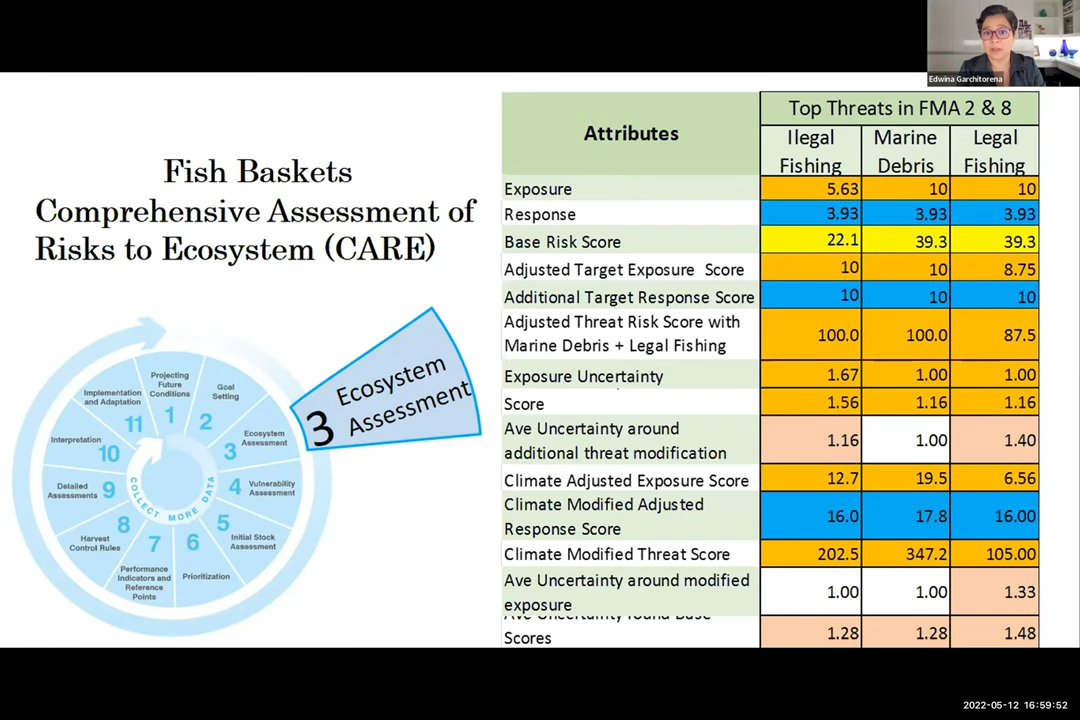 Edwina Garchitorena
Fish Baskets
Comprehensive Assessment of
Risks to Ecosystem (CARE)
3
Ecosystem
Assessment
Projecting
Future
Conditions
1
Goal
Setting
2
Ecosystem
Assessment
3
4
Vulnerability
Assessment
5
Initial Stock
Assessment
6
Prioritization
7
Performance
Indicators and
Reference
Points
8
Harvest
Control Rules
Detailed
Assessments
9
Interpretation
10
Implementation
and Adaptation
11
COLLECT MORE DATA
Attributes
Top Threats in FMA 2 & 8
Ilegal
Fishing
Marine
Debris
Legal
Fishing
Exposure 5.63 10 10
Response 3.93 3.93 3.93
Base Risk Score 22.1 39.3 39.3
Adjusted Target Exposure Score 10 10 8.75
Additional Target Response Score 10 10 10
Adjusted Threat Risk Score with
Marine Debris + Legal Fishing 100.0 100.0 87.5
Exposure Uncertainty 1.67 1.00 1.00
Score 1.56 1.16 1.16
Ave Uncertainty around
additional threat modification 1.16 1.00 1.40
Climate Adjusted Exposure Score 12.7 19.5 6.56
Climate Modified Adjusted
Response Score 16.0 17.8 16.00
Climate Modified Threat Score 202.5 347.2 105.00
Ave Uncertainty around modified
exposure 1.00 1.00 1.33
Ave Uncertainty round Base
Scores 1.28 1.28 1.48
2022-05-12 16:59:52